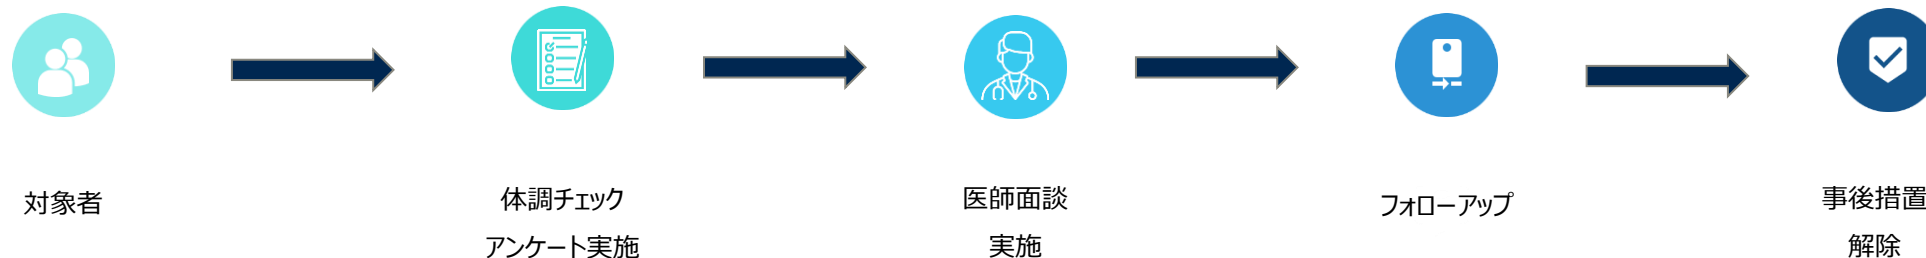 対象者
体調チェック
アンケート実施
医師面談
実施
フォローアップ
事後措置
解除